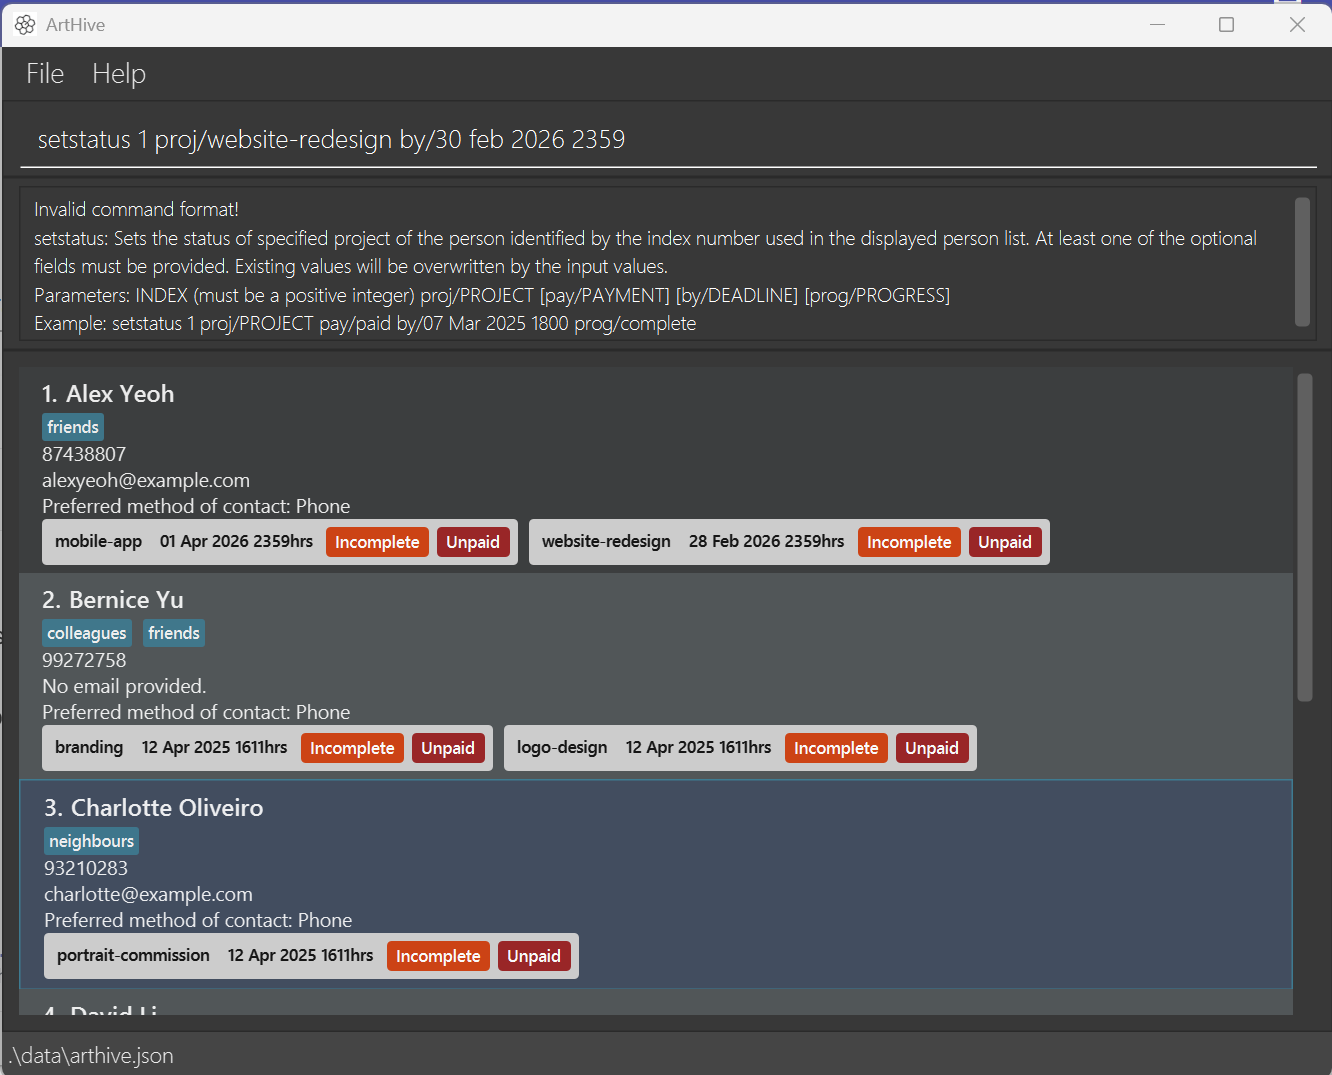 ArtHive
File Help
setstatus 1 proj/website-redesign by/30 feb 2026 2359
Invalid command format!
setstatus: Sets the status of specified project of the person identified by the index number used in the displayed person list. At least one of the optional
fields must be provided. Existing values will be overwritten by the input values.
Parameters: INDEX (must be a positive integer) proj/PROJECT [pay/PAYMENT] [by/DEADLINE] [prog/PROGRESS]
Example: setstatus 1 proj/PROJECT pay/paid by/07 Mar 2025 1800 prog/complete
1. Alex Yeoh
friends
87438807
alexyeoh@example.com
Preferred method of contact: Phone
mobile-app 01 Apr 2026 2359hrs Incomplete Unpaid website-redesign 28 Feb 2026 2359hrs Incomplete Unpaid
2. Bernice Yu
colleagues friends
99272758
No email provided.
Preferred method of contact: Phone
branding 12 Apr 2025 1611hrs Incomplete Unpaid logo-design 12 Apr 2025 1611hrs Incomplete Unpaid
3. Charlotte Oliveiro
neighbours
93210283
charlotte@example.com
Preferred method of contact: Phone
portrait-commission 12 Apr 2025 1611hrs Incomplete Unpaid
4. David Li
.\data\arthive.json